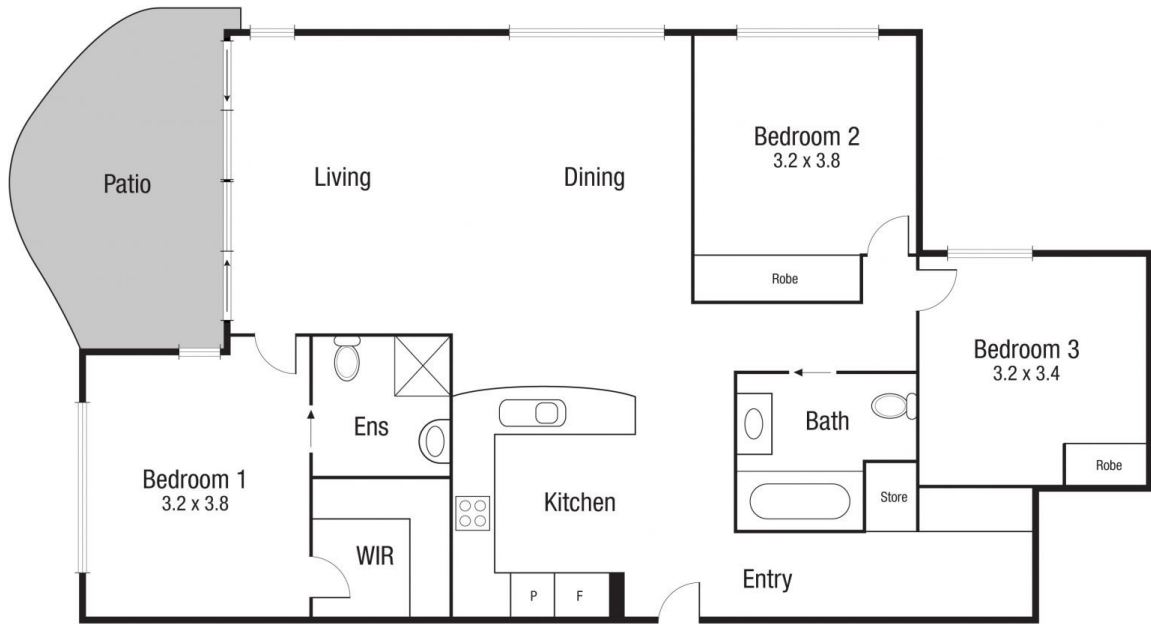 Patio
Living
Dining
Bedroom 2
3.2 x 3.8
Robe
Bedroom 3
3.2 x 3.4
Robe
Bedroom 1
3.2 x 3.8
Ens
WIR
Kitchen
P
F
Bath
Store
Entry